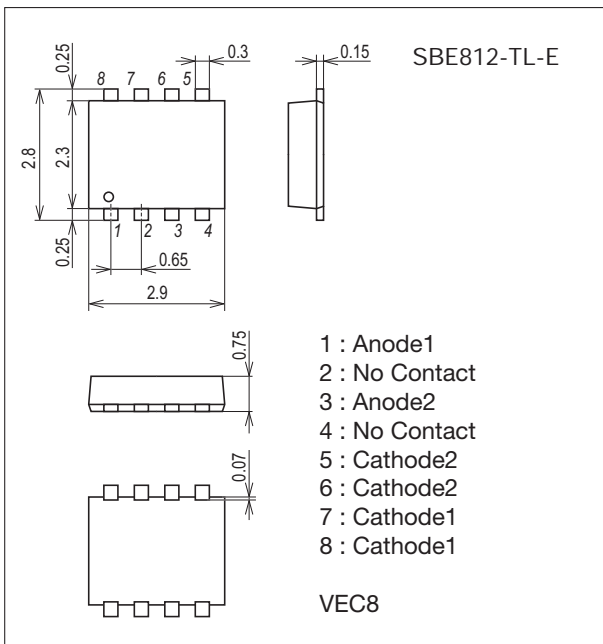 SBE812-TL-E
0.25
8 7 6 5
0.3
0.15
2.8
2.3
0.25
1 2 3 4
0.65
2.9
0.75
0.07
1 : Anode1
2 : No Contact
3 : Anode2
4 : No Contact
5 : Cathode2
6 : Cathode2
7 : Cathode1
8 : Cathode1
VEC8